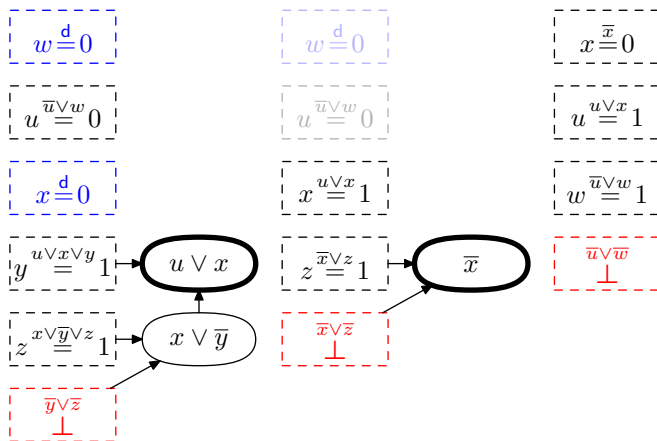 w =ᵈ 0
u =^{u̅∨w} 0
x =ᵈ 0
y =^{u∨x∨y} 1
u ∨ x
z =^{x∨y̅∨z} 1
x ∨ y̅
y̅∨z̅
⊥
w =ᵈ 0
u =^{u̅∨w} 0
x =^{u∨x} 1
z =^{x̅∨z} 1
x̅
x̅∨z̅
⊥
x =^{x̅} 0
u =^{u∨x} 1
w =^{u̅∨w} 1
u̅∨w̅
⊥